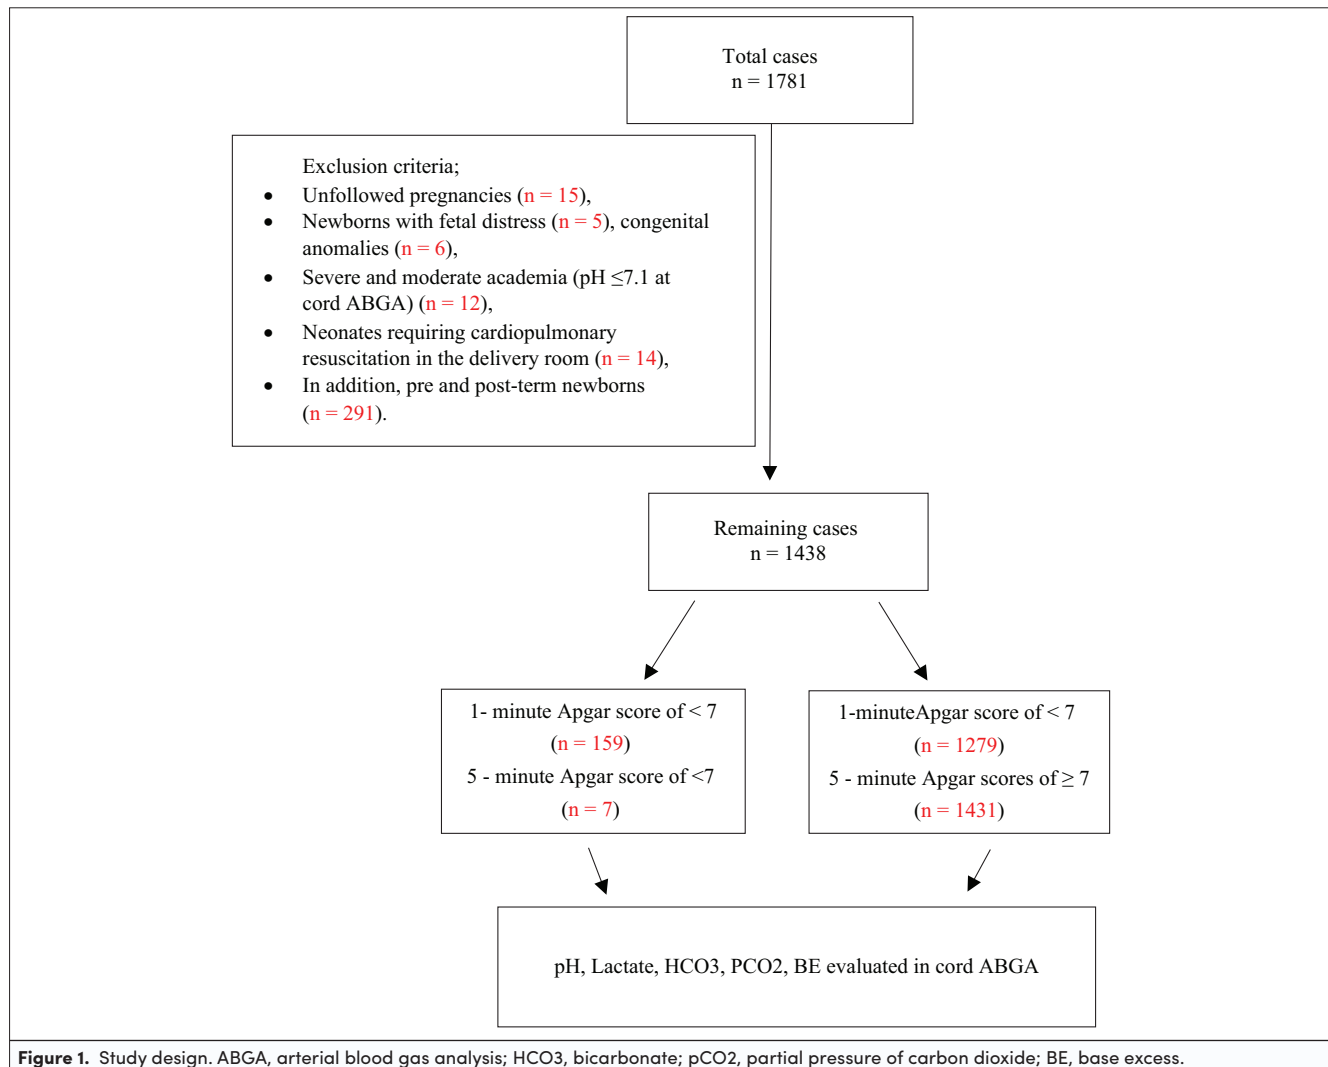 Total cases
n = 1781
Exclusion criteria;
• Unfollowed pregnancies (n = 15),
• Newborns with fetal distress (n = 5), congenital
anomalies (n = 6),
• Severe and moderate academia (pH ≤7.1 at
cord ABGA) (n = 12),
• Neonates requiring cardiopulmonary
resuscitation in the delivery room (n = 14),
• In addition, pre and post-term newborns
(n = 291).
Remaining cases
n = 1438
1- minute Apgar score of < 7
(n = 159)
5 - minute Apgar score of <7
(n = 7)
1-minuteApgar score of < 7
(n = 1279)
5 - minute Apgar scores of ≥ 7
(n = 1431)
pH, Lactate, HCO3, PCO2, BE evaluated in cord ABGA
Figure 1. Study design. ABGA, arterial blood gas analysis; HCO3, bicarbonate; pCO2, partial pressure of carbon dioxide; BE, base excess.